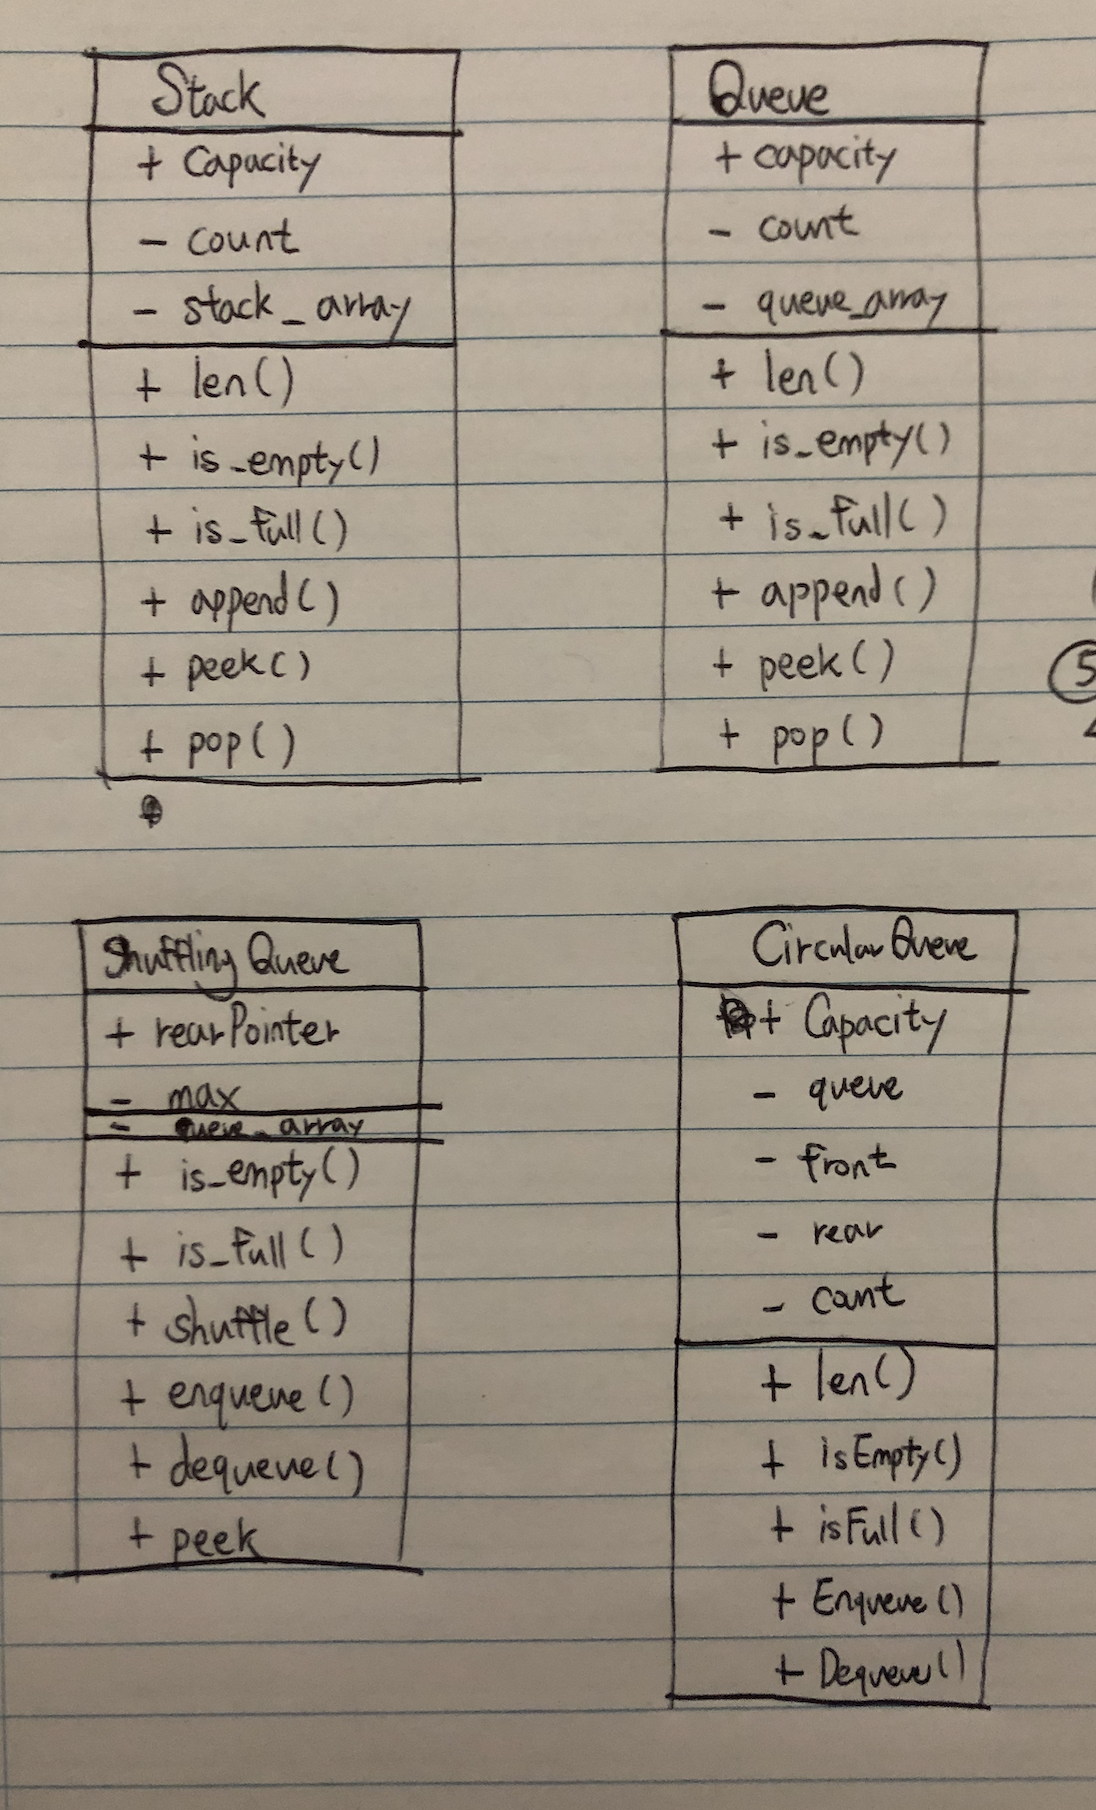 Stack
+ Capacity
- count
- stack_array
+ len()
+ is_empty()
+ is_full()
+ append()
+ peek()
+ pop()
Queue
+ capacity
- count
- queue_array
+ len()
+ is_empty()
+ is_full()
+ append()
+ peek()
+ pop()
5
Shuffling Queue
+ rearPointer
- max
- queue_array
+ is_empty()
+ is_full()
+ shuffle()
+ enqueue()
+ dequeue()
+ peek
Circular Queue
+ Capacity
- queue
- front
- rear
- count
+ len()
+ isEmpty()
+ isFull()
+ Enqueue()
+ Dequeue()